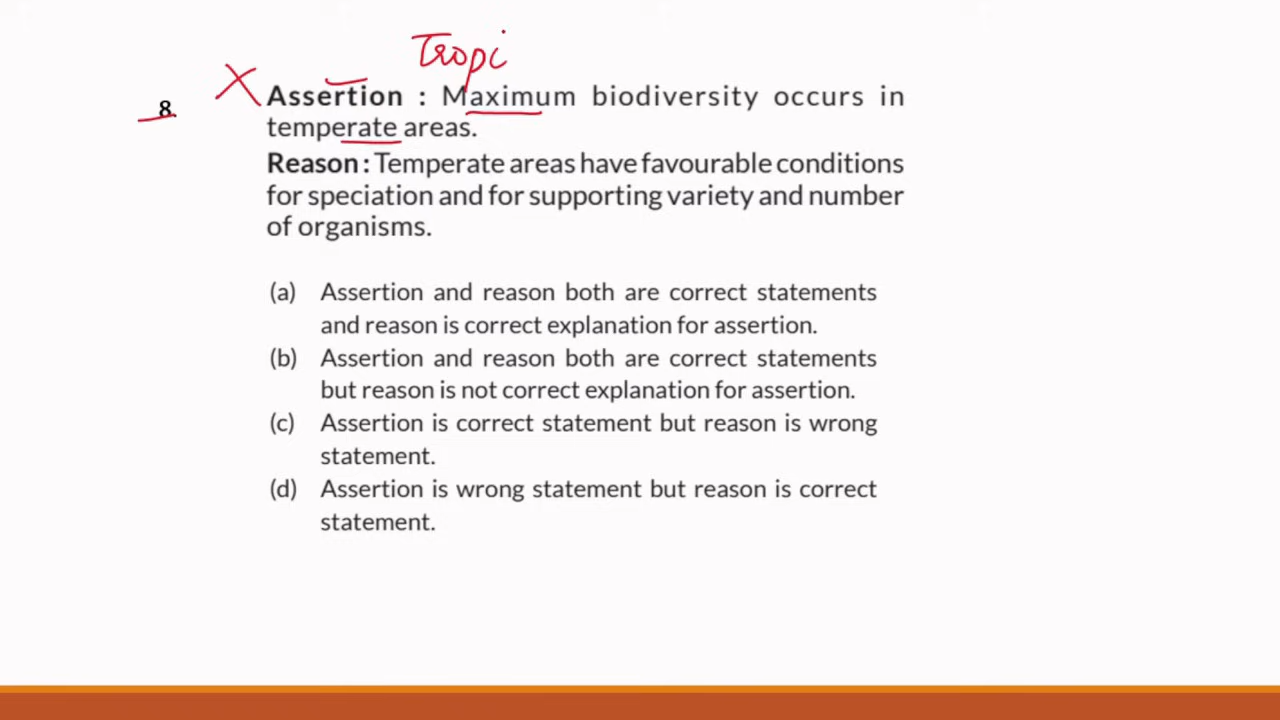 Tropi
8.
Assertion : Maximum biodiversity occurs in
temperate areas.
Reason : Temperate areas have favourable conditions
for speciation and for supporting variety and number
of organisms.
(a) Assertion and reason both are correct statements
and reason is correct explanation for assertion.
(b) Assertion and reason both are correct statements
but reason is not correct explanation for assertion.
(c) Assertion is correct statement but reason is wrong
statement.
(d) Assertion is wrong statement but reason is correct
statement.